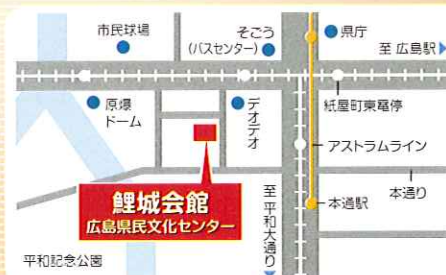 市民球場
そごう
(バスセンター)
県庁
至 広島駅
原爆
ドーム
デオデオ
紙屋町東電停
アストラムライン
鯉城会館
広島県民文化センター
至 平和大通り
本通駅
本通り
平和記念公園